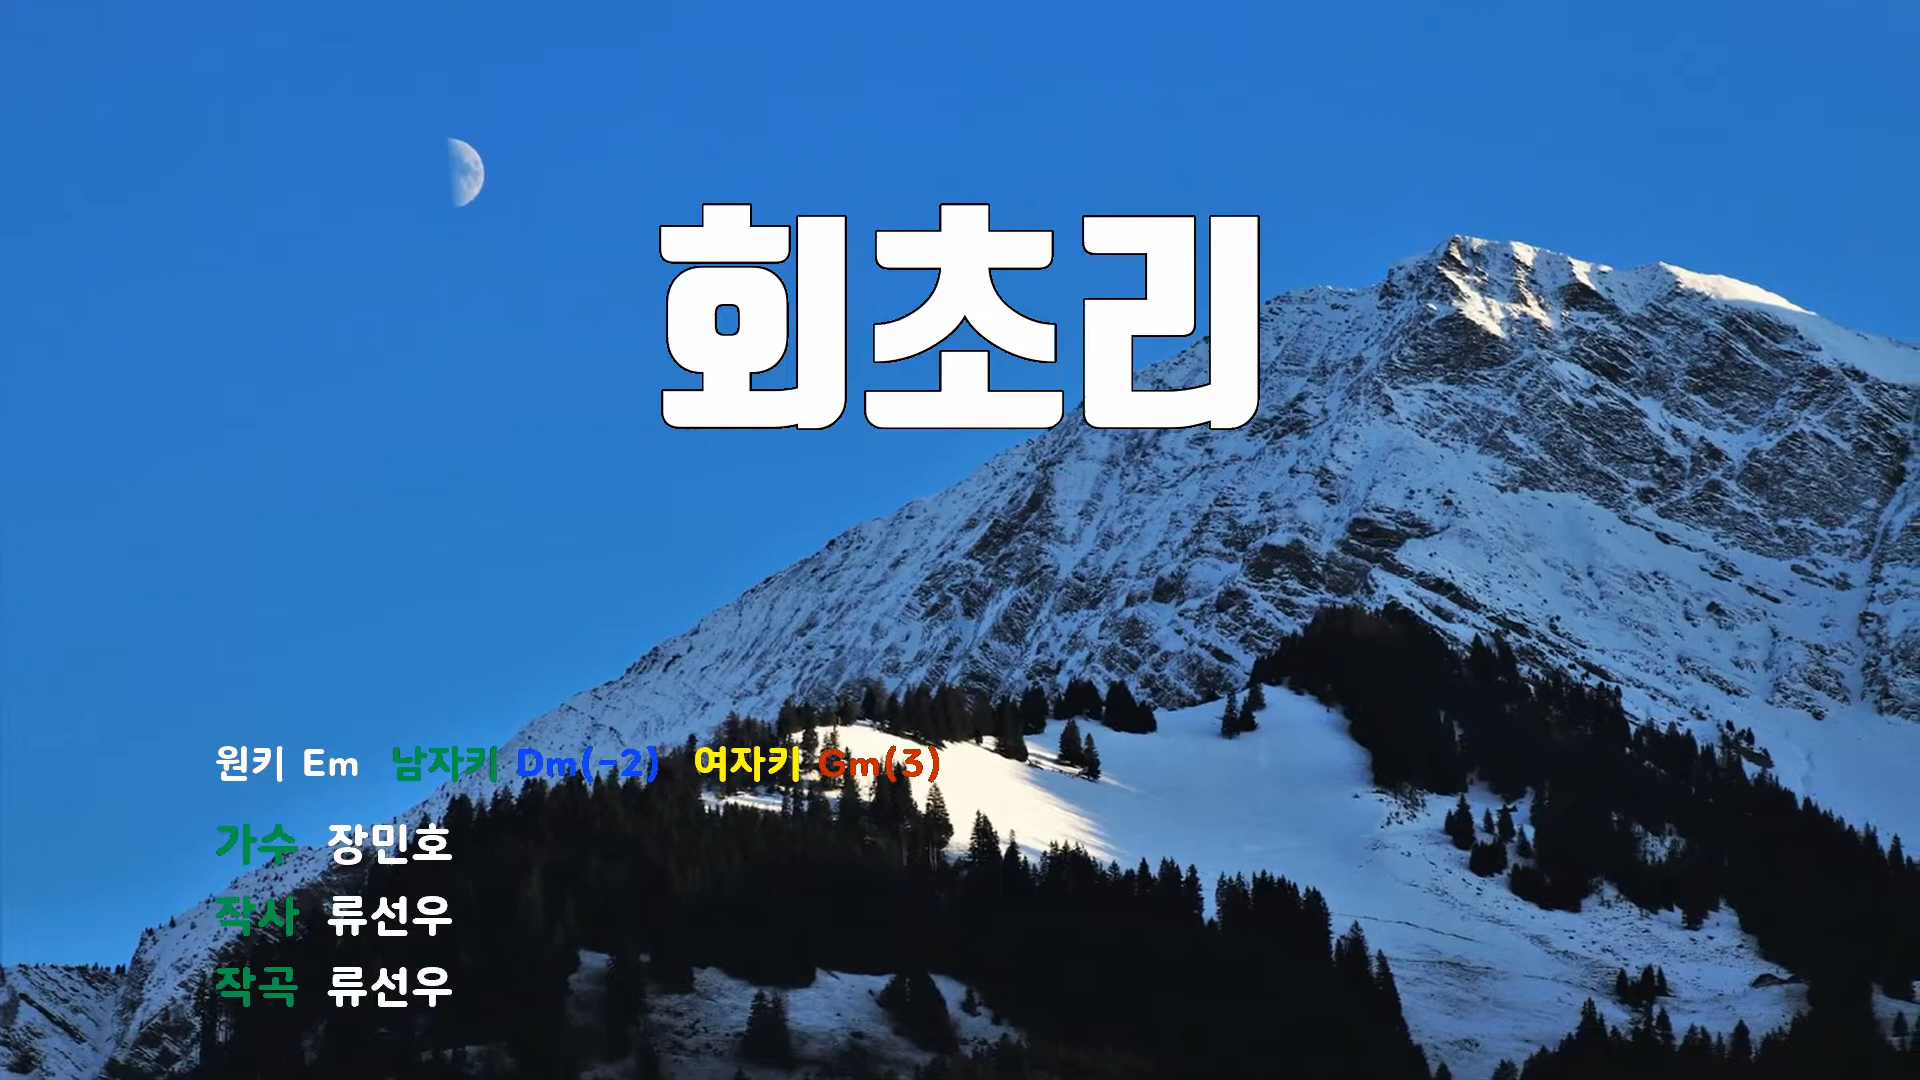 회초리
원키 Em 남자키 Dm(-2) 여자키 Gm(3)
가수 장민호
작사 류선우
작곡 류선우